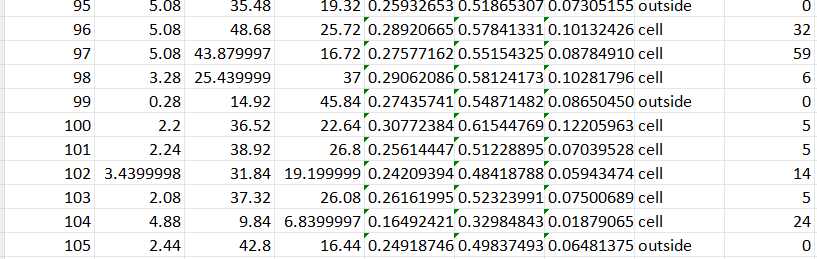 95 5.08 35.48 19.32 0.25932653 0.51865307 0.07305155 outside 0
96 5.08 48.68 25.72 0.28920665 0.57841331 0.10132426 cell 32
97 5.08 43.879997 16.72 0.27577162 0.55154325 0.08784910 cell 59
98 3.28 25.439999 37 0.29062086 0.58124173 0.10281796 cell 6
99 0.28 14.92 45.84 0.27435741 0.54871482 0.08650450 outside 0
100 2.2 36.52 22.64 0.30772384 0.61544769 0.12205963 cell 5
101 2.24 38.92 26.8 0.25614447 0.51228895 0.07039528 cell 5
102 3.4399998 31.84 19.199999 0.24209394 0.48418788 0.05943474 cell 14
103 2.08 37.32 26.08 0.26161995 0.52323991 0.07500689 cell 5
104 4.88 9.84 6.8399997 0.16492421 0.32984843 0.01879065 cell 24
105 2.44 42.8 16.44 0.24918746 0.49837493 0.06481375 outside 0